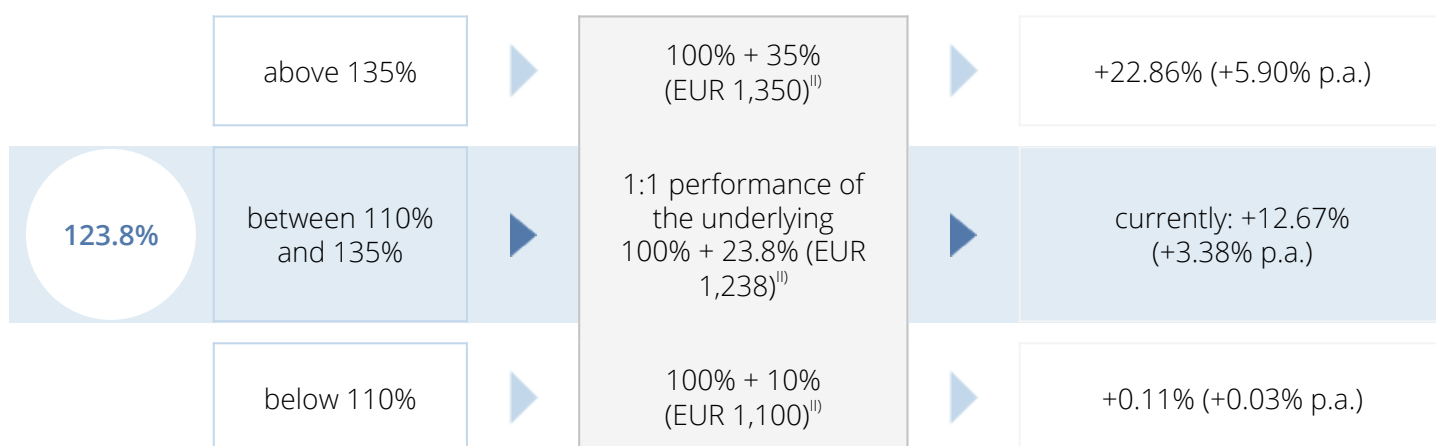 above 135%
100% + 35%
(EUR 1,350)II)
+22.86% (+5.90% p.a.)
123.8%
between 110%
and 135%
1:1 performance of
the underlying
100% + 23.8% (EUR
1,238)II)
currently: +12.67%
(+3.38% p.a.)
below 110%
100% + 10%
(EUR 1,100)II)
+0.11% (+0.03% p.a.)